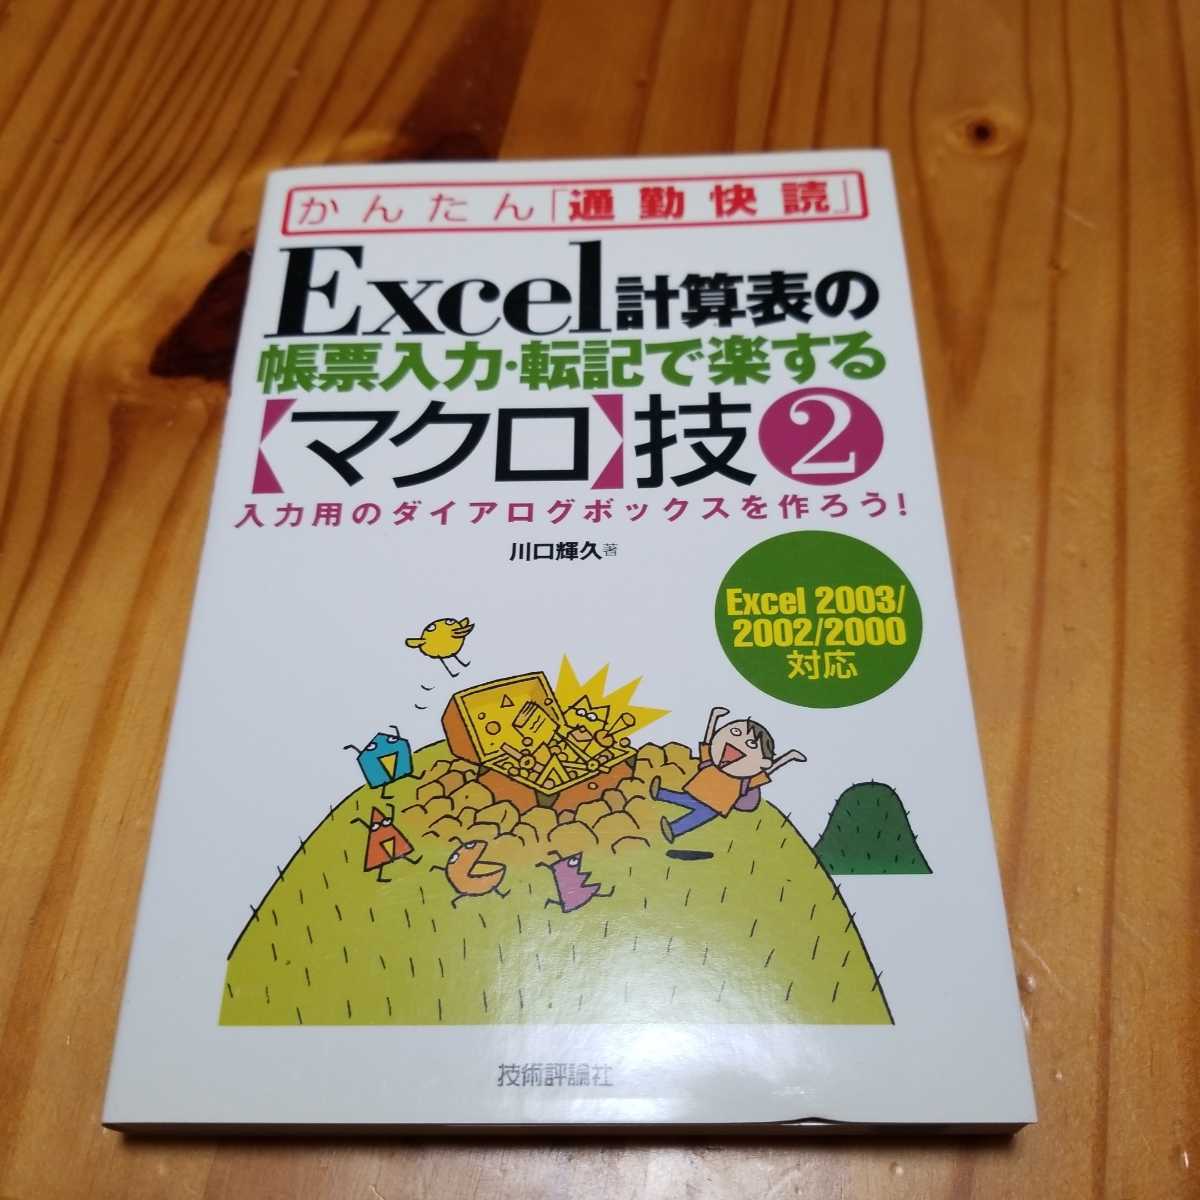 かんたん「通勤快読」
Excel計算表の
帳票入力・転記で楽する
【マクロ】技2
入力用のダイアログボックスを作ろう!
川口輝久著
Excel 2003/
2002/2000
対応
技術評論社